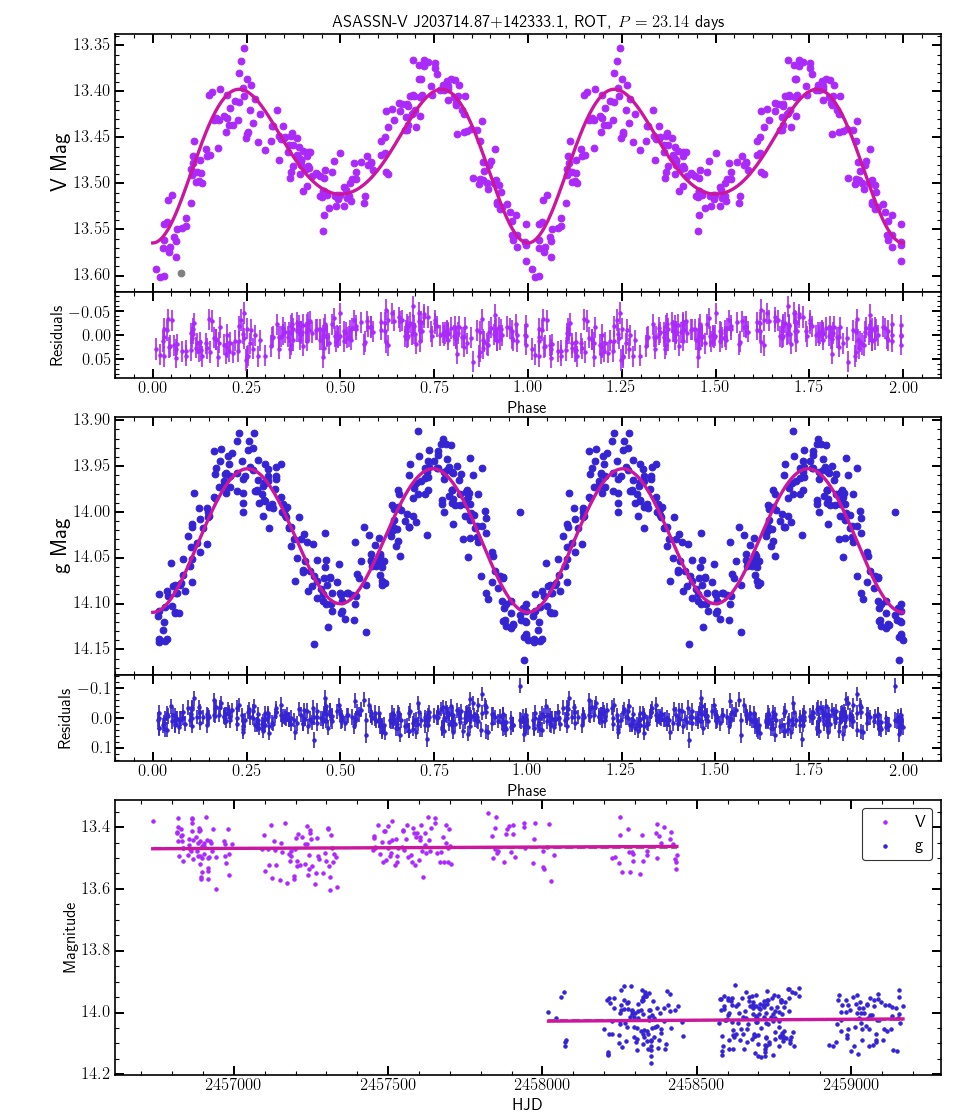 ASASSN-V J203714.87+142333.1, ROT, P = 23.14 days
13.35
13.40
13.45
13.50
13.55
13.60
V Mag
−0.05
0.00
0.05
Residuals
0.00 0.25 0.50 0.75 1.00 1.25 1.50 1.75 2.00
Phase
13.90
13.95
14.00
14.05
14.10
14.15
g Mag
−0.1
0.0
0.1
Residuals
0.00 0.25 0.50 0.75 1.00 1.25 1.50 1.75 2.00
Phase
V
g
13.4
13.6
13.8
14.0
14.2
Magnitude
2457000 2457500 2458000 2458500 2459000
HJD